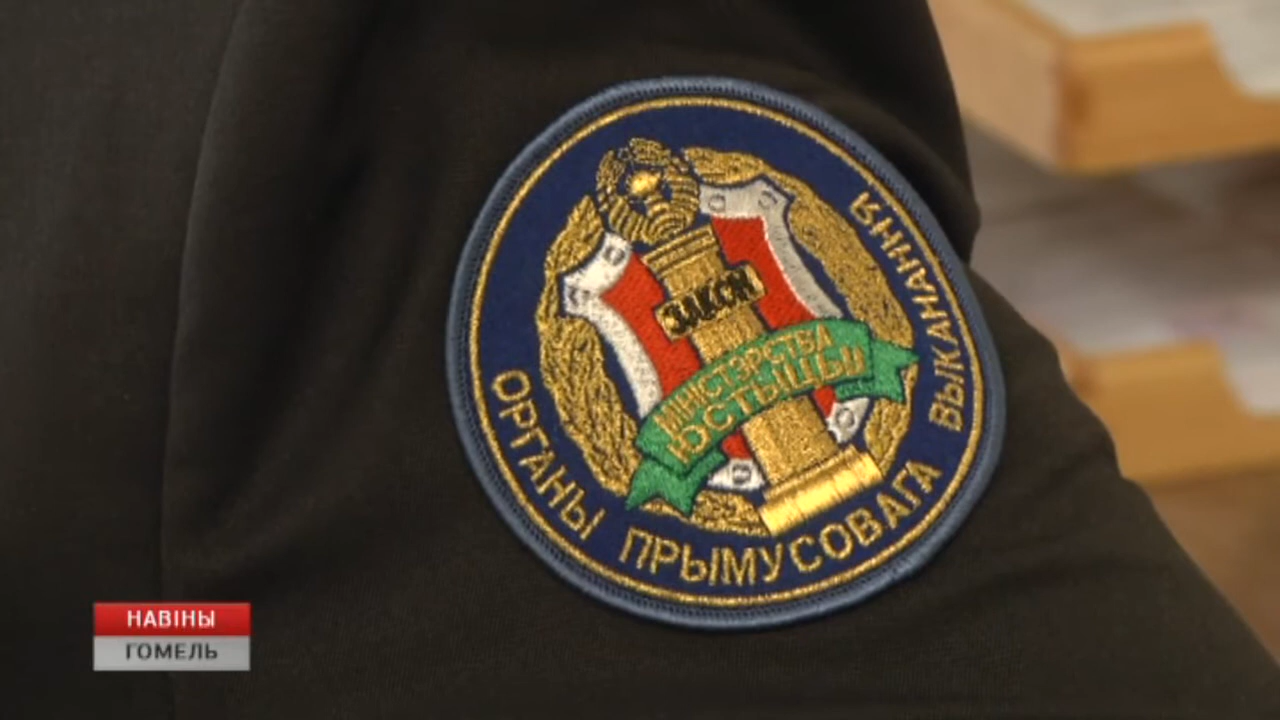 ОРГАНЫ ПРЫМУСОВАГА ВЫКАНАННЯ
ЗАКОН
МІНІСТЭРСТВА
ЮСТЫЦЫІ
НАВІНЫ
ГОМЕЛЬ